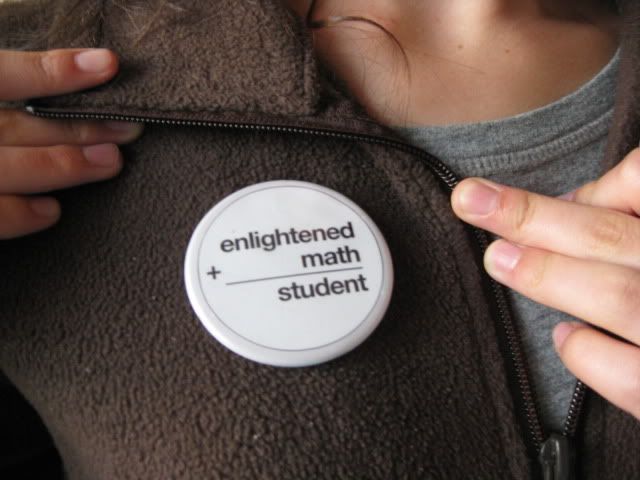 enlightened
+ math
student